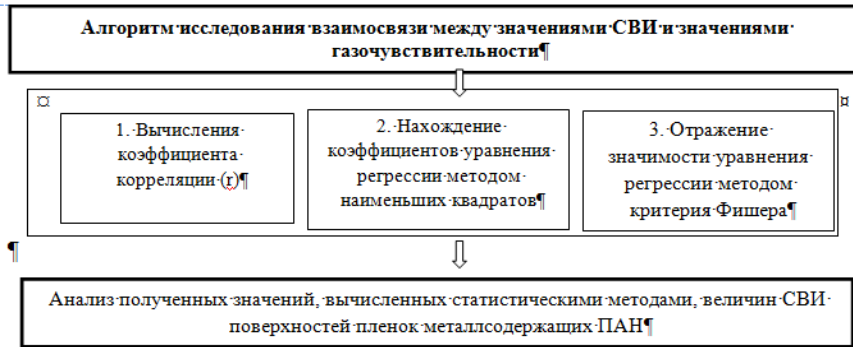 Алгоритм исследования взаимосвязи между значениями СВИ и значениями
газочувствительности¶
1. Вычисления
коэффициента
корреляции (r)¶
2. Нахождение
коэффициентов уравнения
регрессии методом
наименьших квадратов¶
3. Отражение
значимости уравнения
регрессии методом
критерия Фишера¶
¶
Анализ полученных значений, вычисленных статистическими методами, величин СВИ
поверхностей пленок металлсодержащих ПАН¶